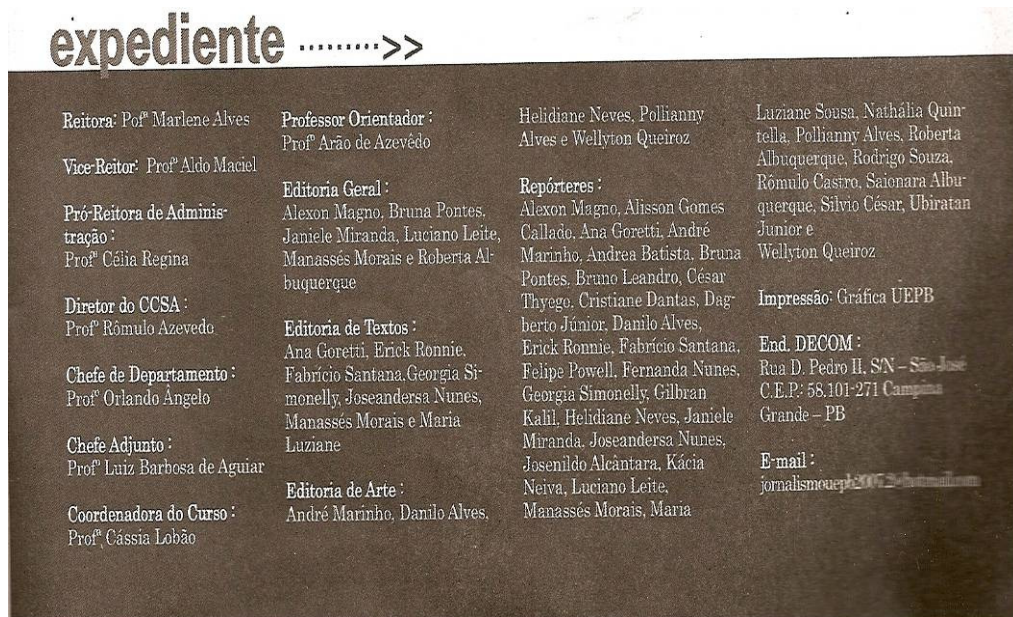 expediente ·········>>
Reitora: Pofª Marlene Alves
Vice-Reitor: Profº Aldo Maciel
Pró-Reitora de Adminis-
tração :
Profª Célia Regina
Diretor do CCSA :
Profº Rômulo Azevedo
Chefe de Departamento :
Profº Orlando Ângelo
Chefe Adjunto :
Profº Luiz Barbosa de Aguiar
Coordenadora do Curso :
Profª Cássia Lobão
Professor Orientador :
Profº Arão de Azevêdo
Editoria Geral :
Alexon Magno, Bruna Pontes,
Janiele Miranda, Luciano Leite,
Manassés Morais e Roberta Al-
buquerque
Editoria de Textos :
Ana Goretti, Erick Ronnie,
Fabrício Santana,Georgia Si-
monelly, Joseandersa Nunes,
Manassés Morais e Maria
Luziane
Editoria de Arte :
André Marinho, Danilo Alves,
Helidiane Neves, Pollianny
Alves e Wellyton Queiroz
Repórteres :
Alexon Magno, Alisson Gomes
Callado, Ana Goretti, André
Marinho, Andrea Batista, Bruna
Pontes, Bruno Leandro, César
Thyego, Cristiane Dantas, Dag-
berto Júnior, Danilo Alves,
Erick Ronnie, Fabrício Santana,
Felipe Powell, Fernanda Nunes,
Georgia Simonelly, Gilbran
Kalil, Helidiane Neves, Janiele
Miranda, Joseandersa Nunes,
Josenildo Alcântara, Kácia
Neiva, Luciano Leite,
Manassés Morais, Maria
Luziane Sousa, Nathália Quin-
tella, Pollianny Alves, Roberta
Albuquerque, Rodrigo Souza,
Rômulo Castro, Saionara Albu-
querque, Silvio César, Ubiratan
Junior e
Wellyton Queiroz
Impressão: Gráfica UEPB
End. DECOM :
Rua D. Pedro II, S/N – São José
C.E.P.: 58.101-271 Campina
Grande – PB
E-mail :